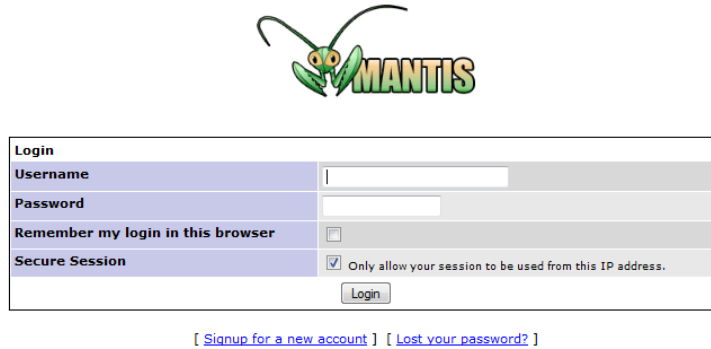 MANTIS
Login
Username
Password
Remember my login in this browser
Secure Session Only allow your session to be used from this IP address.
Login
[ Signup for a new account ] [ Lost your password? ]